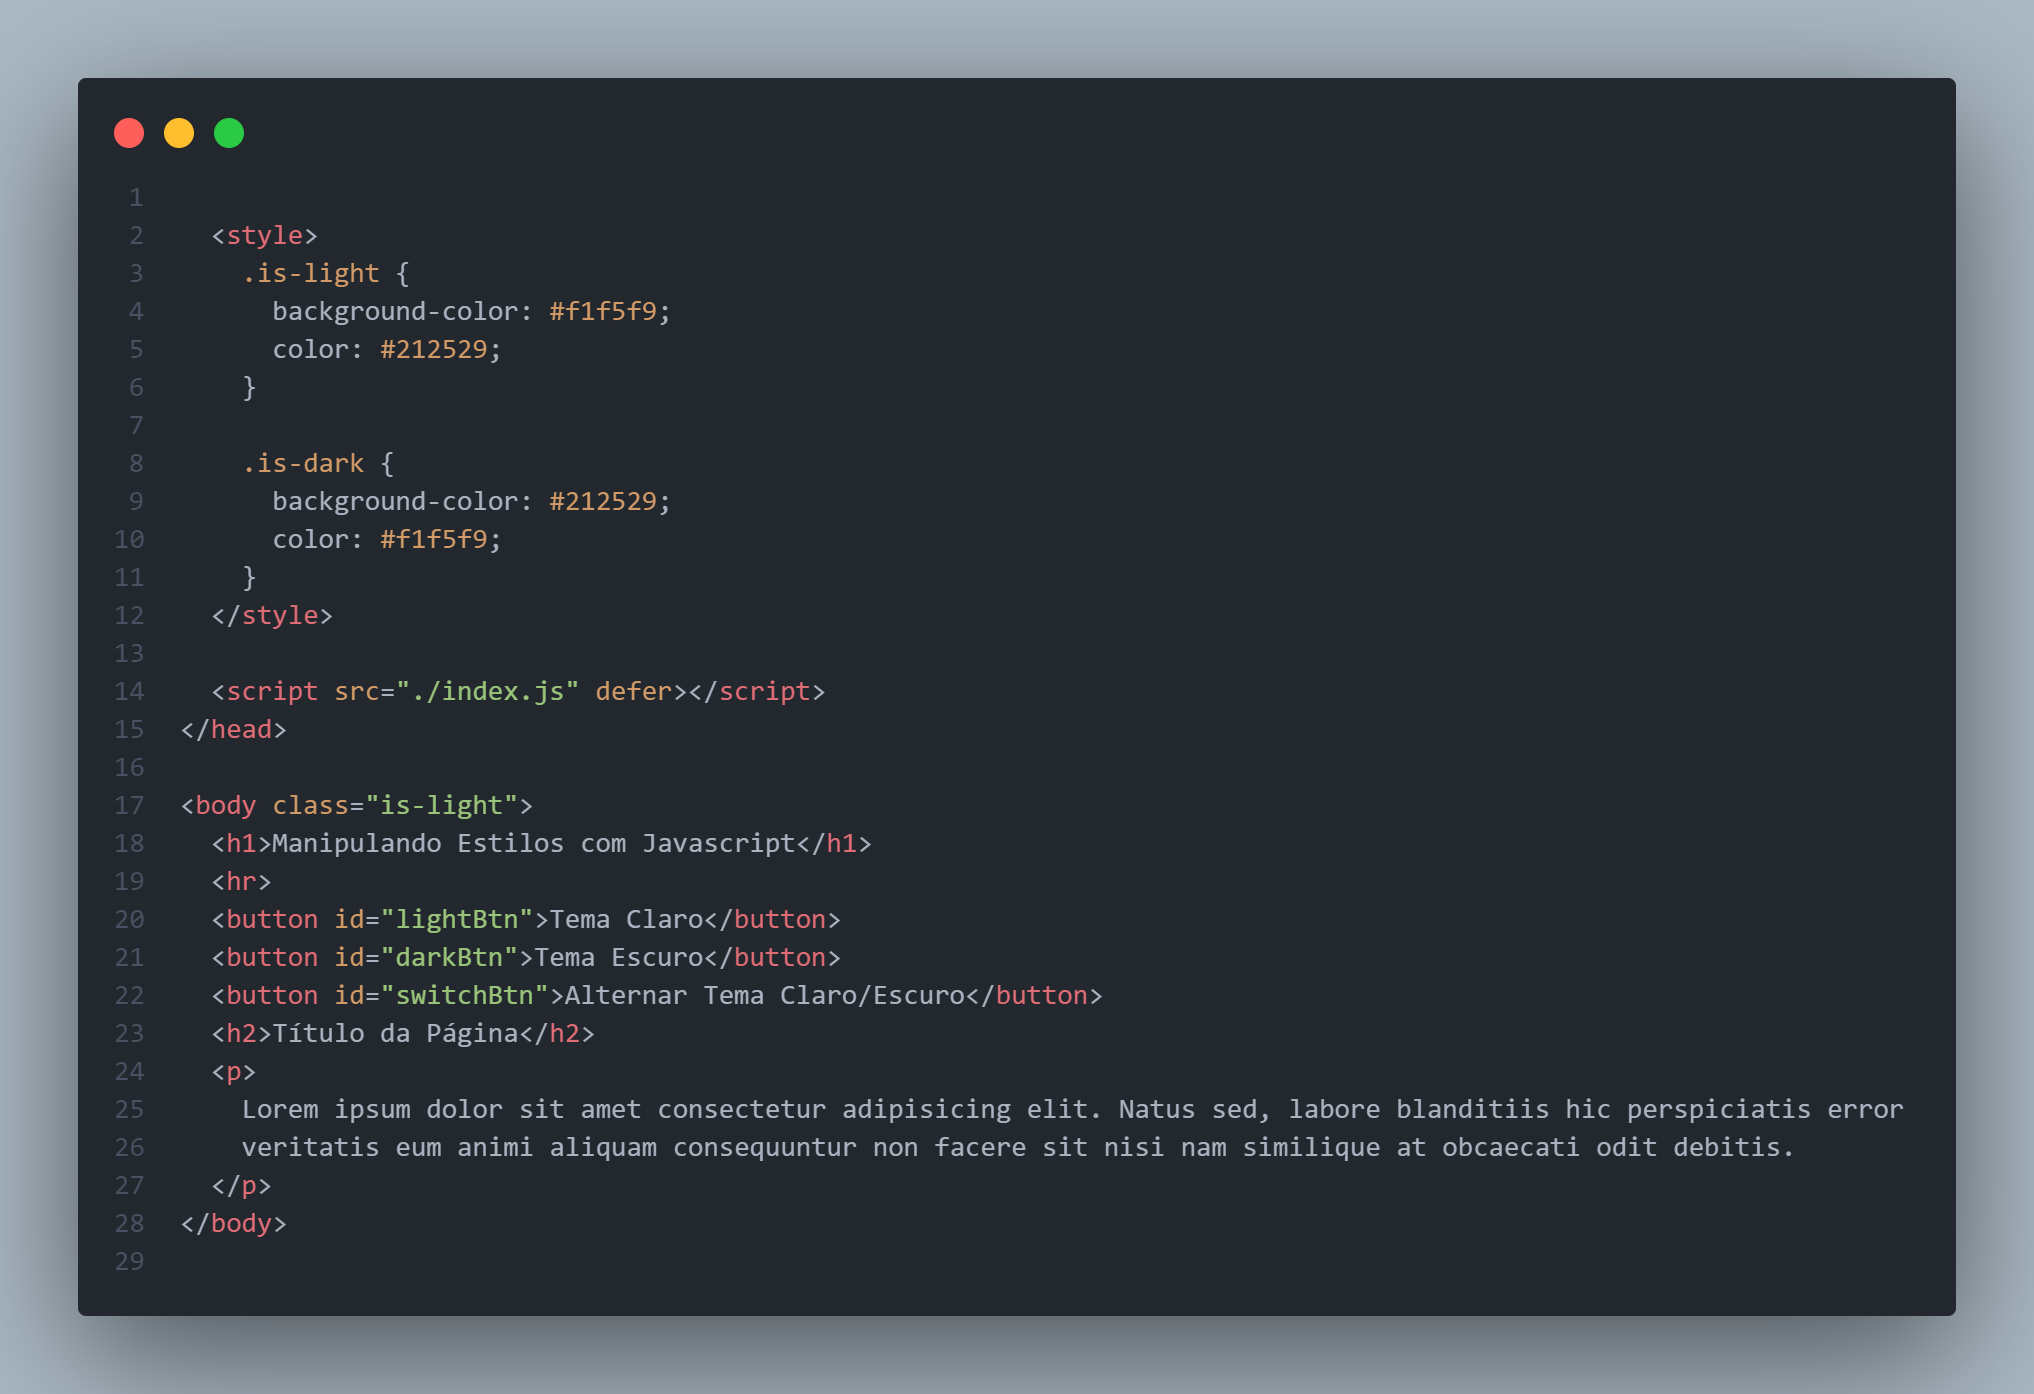 1
2   <style>
3     .is-light {
4       background-color: #f1f5f9;
5       color: #212529;
6     }
7
8     .is-dark {
9       background-color: #212529;
10       color: #f1f5f9;
11     }
12   </style>
13
14   <script src="./index.js" defer></script>
15 </head>
16
17 <body class="is-light">
18   <h1>Manipulando Estilos com Javascript</h1>
19   <hr>
20   <button id="lightBtn">Tema Claro</button>
21   <button id="darkBtn">Tema Escuro</button>
22   <button id="switchBtn">Alternar Tema Claro/Escuro</button>
23   <h2>Título da Página</h2>
24   <p>
25     Lorem ipsum dolor sit amet consectetur adipisicing elit. Natus sed, labore blanditiis hic perspiciatis error
26     veritatis eum animi aliquam consequuntur non facere sit nisi nam similique at obcaecati odit debitis.
27   </p>
28 </body>
29